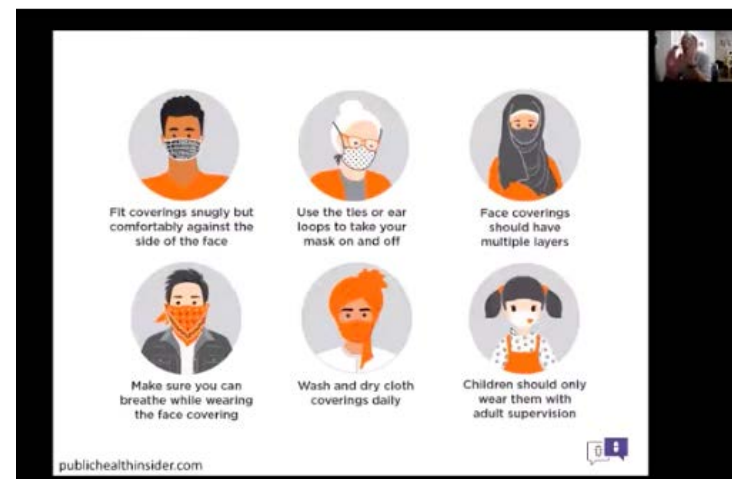 Fit coverings snugly but
comfortably against the
side of the face
Use the ties or ear
loops to take your
mask on and off
Face coverings
should have
multiple layers
Make sure you can
breathe while wearing
the face covering
Wash and dry cloth
coverings daily
Children should only
wear them with
adult supervision
publichealthinsider.com